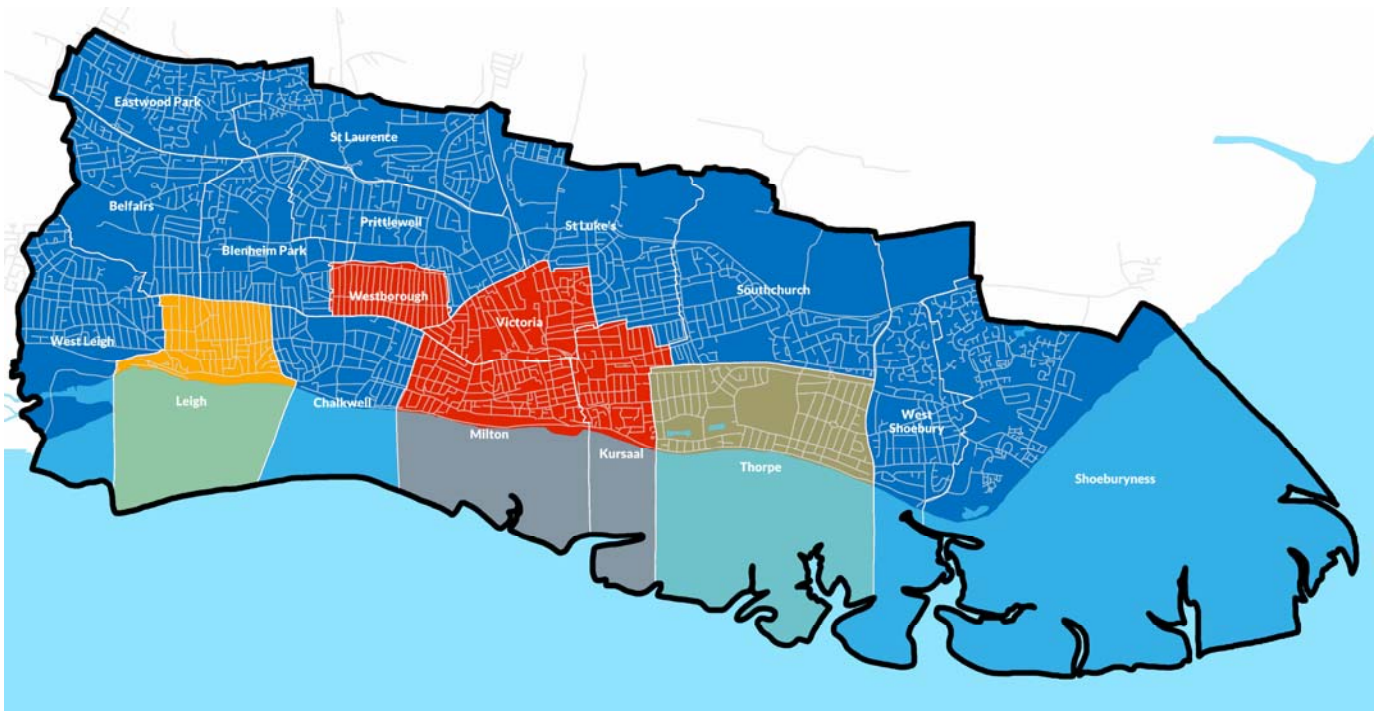 Eastwood Park
St Laurence
Belfairs
Prittlewell
St Luke's
Blenheim Park
Southchurch
Westborough
Victoria
West Leigh
Leigh
Chalkwell
West
Shoebury
Milton
Kursaal
Thorpe
Shoeburyness